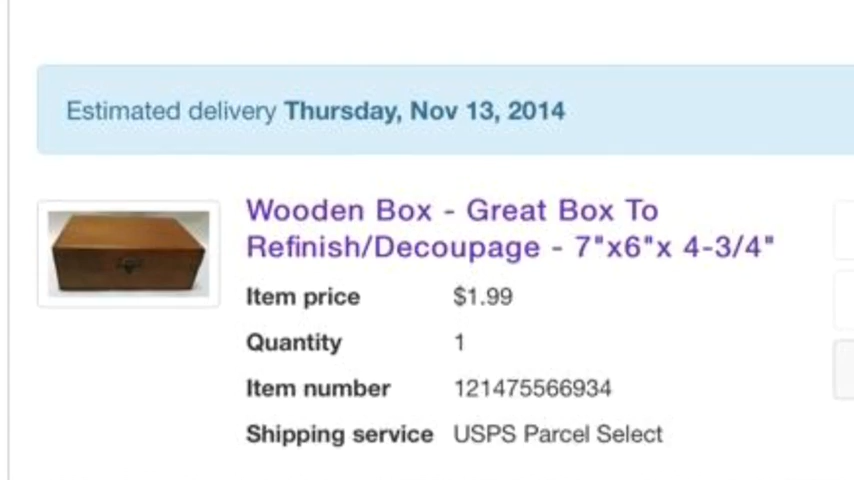 Estimated delivery Thursday, Nov 13, 2014
Wooden Box - Great Box To
Refinish/Decoupage - 7"x6"x 4-3/4"
Item price $1.99
Quantity 1
Item number 121475566934
Shipping service USPS Parcel Select